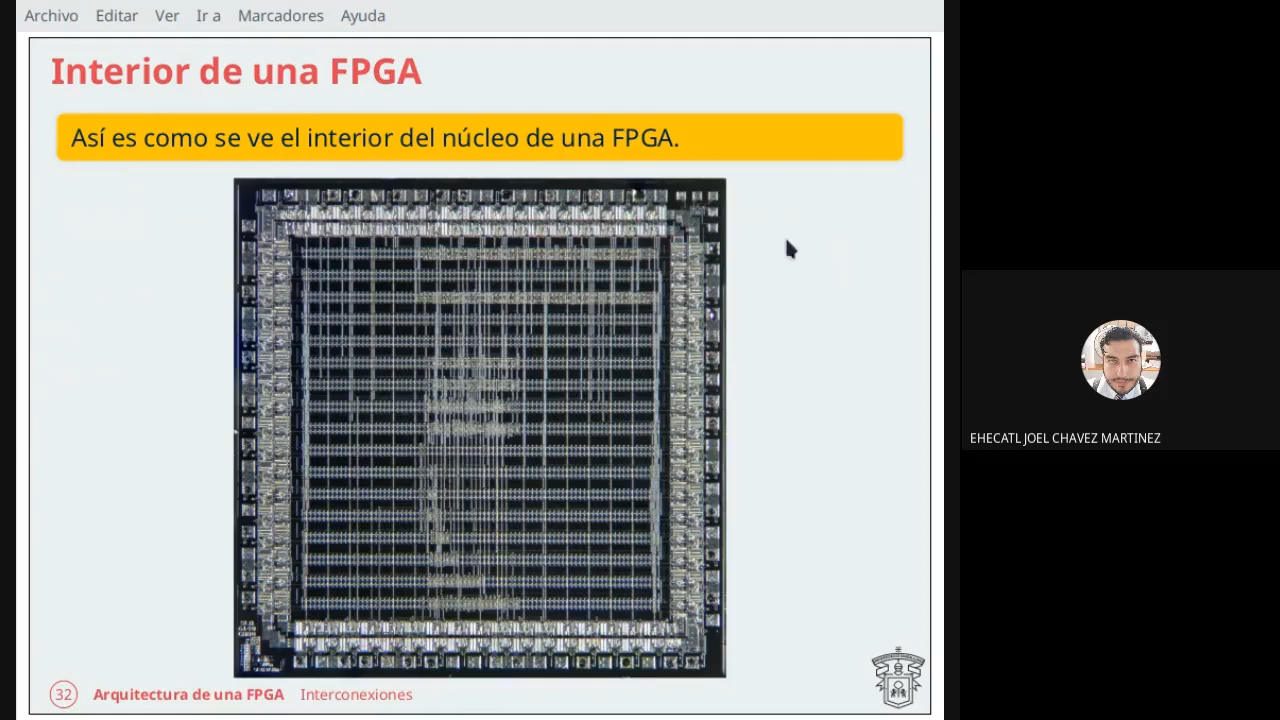 Archivo Editar Ver Ir a Marcadores Ayuda
Interior de una FPGA
Así es como se ve el interior del núcleo de una FPGA.
EHECATL JOEL CHAVEZ MARTINEZ
32 Arquitectura de una FPGA Interconexiones